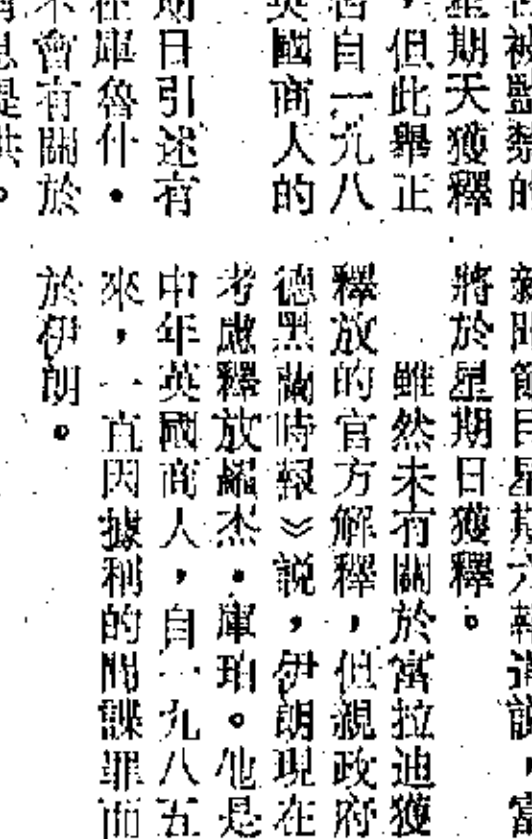 被監禁的
星期天獲釋
，但此舉正
自一九八
英國商人的
期日引述有
在庫魯什·
不會有關於
息提供。
新聞節目星期六報道說，
將於星期日獲釋。
雖然未有關於富拉迪獲
釋放的官方解釋，但親政府
德黑蘭時報》說，伊朗現在
考慮釋放羅杰·庫珀。他是
中年英國商人，自一九八五
來，一直因據利的間諜罪而
於伊朗。